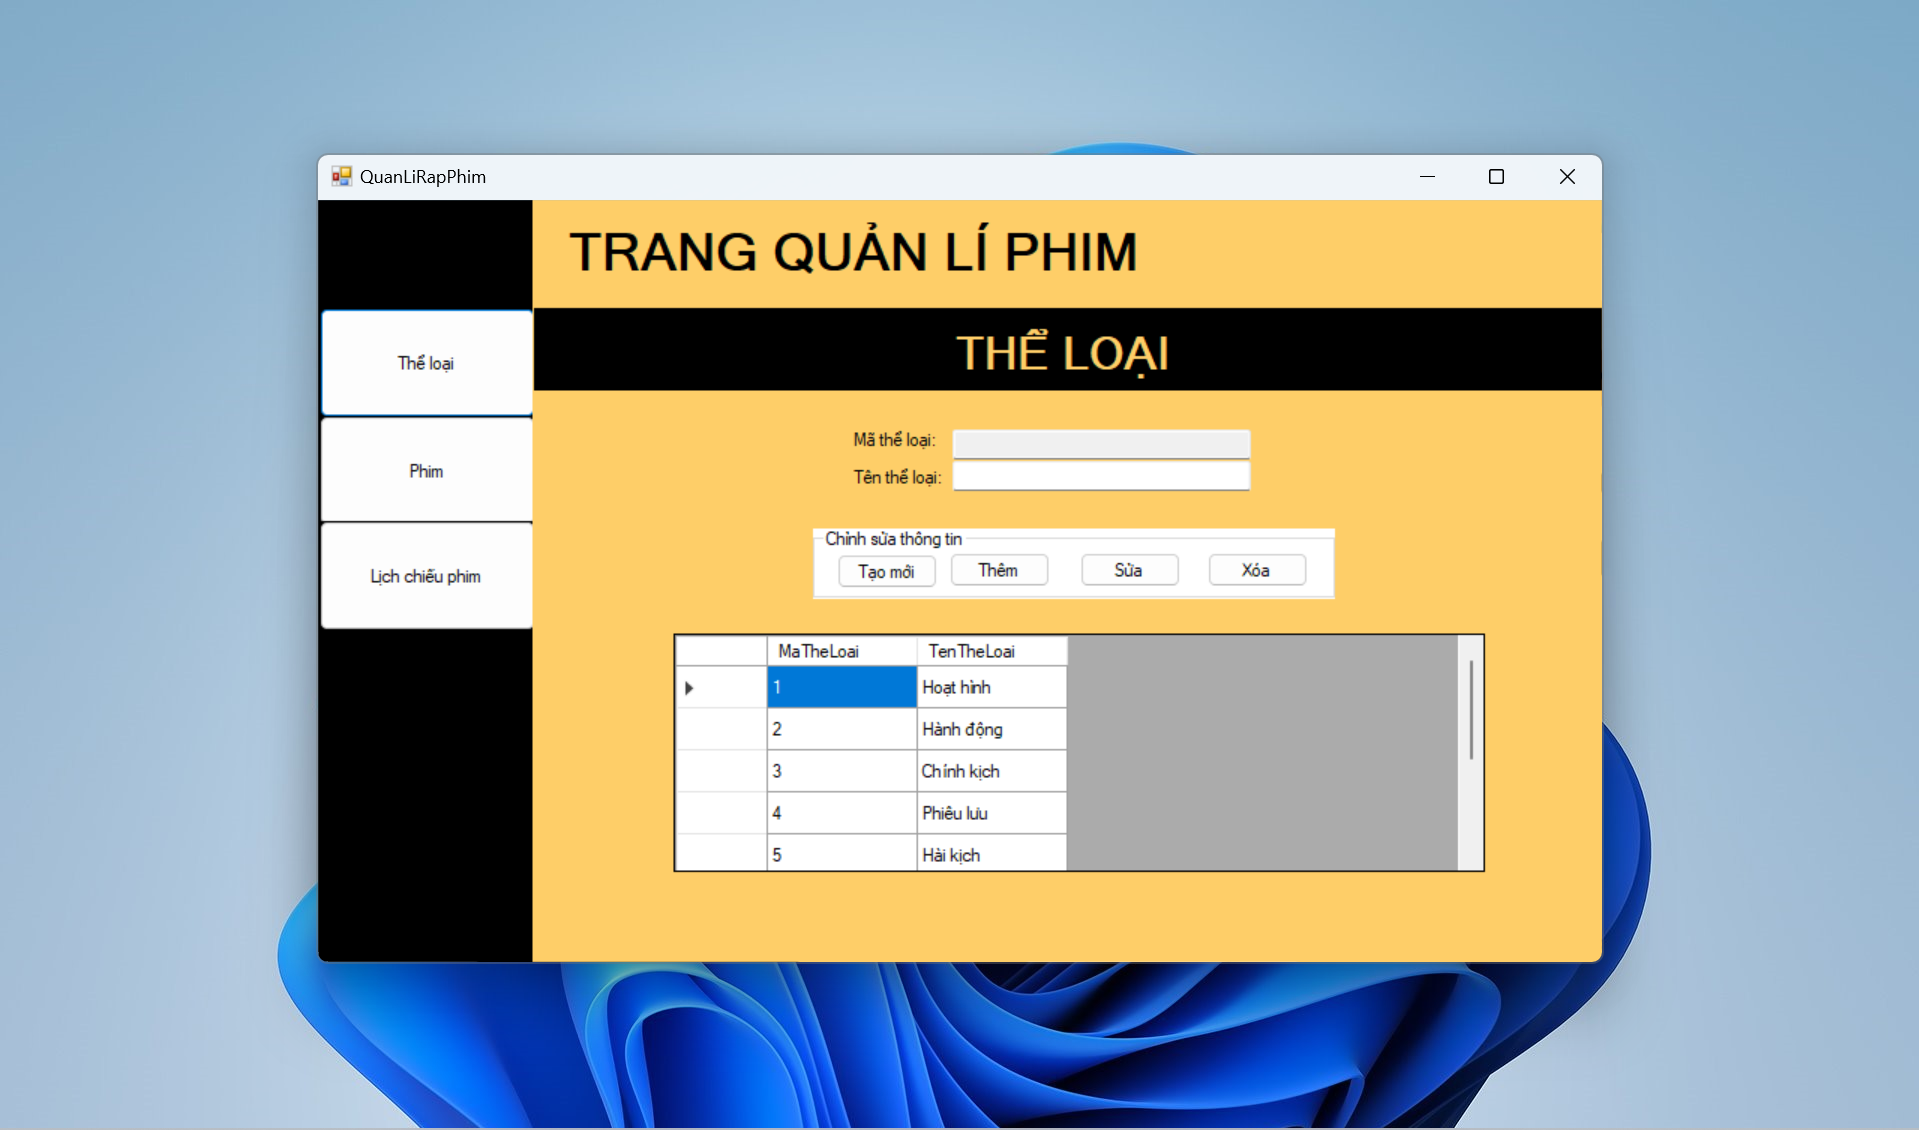 QuanLiRapPhim
TRANG QUẢN LÍ PHIM
THỂ LOẠI
Thể loại
Phim
Lịch chiếu phim
Mã thể loại:
Tên thể loại:
Chỉnh sửa thông tin
Tạo mới Thêm Sửa Xóa
MaTheLoai TenTheLoai
1 Hoạt hình
2 Hành động
3 Chính kịch
4 Phiêu lưu
5 Hài kịch